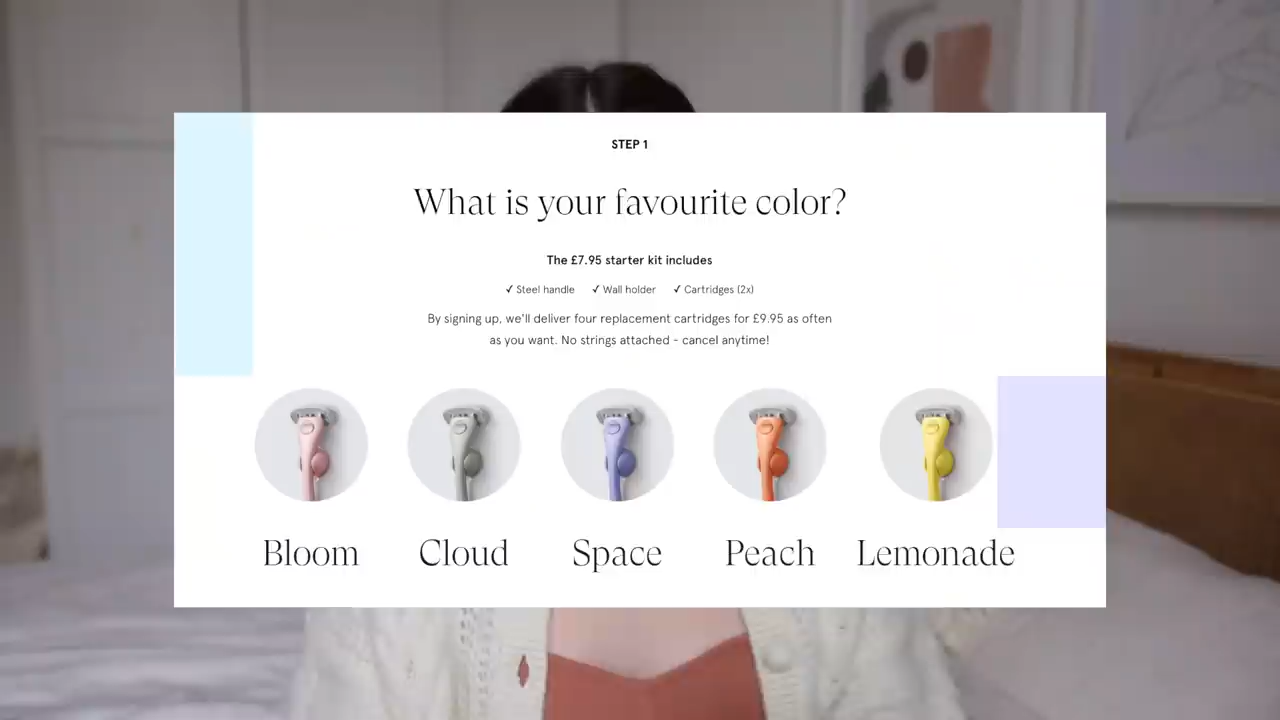 STEP 1
What is your favourite color?
The £7.95 starter kit includes
✓ Steel handle ✓ Wall holder ✓ Cartridges (2x)
By signing up, we'll deliver four replacement cartridges for £9.95 as often
as you want. No strings attached - cancel anytime!
Bloom Cloud Space Peach Lemonade